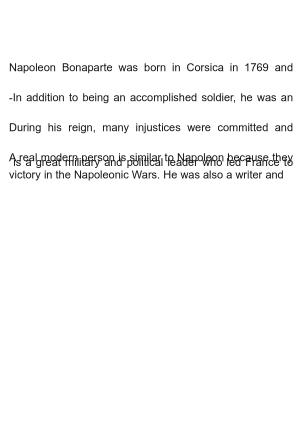 Napoleon Bonaparte was born in Corsica in 1769 and
-In addition to being an accomplished soldier, he was an
During his reign, many injustices were committed and
A real modern person is similar to Napoleon because they
is a great military and political leader who led France to
victory in the Napoleonic Wars. He was also a writer and